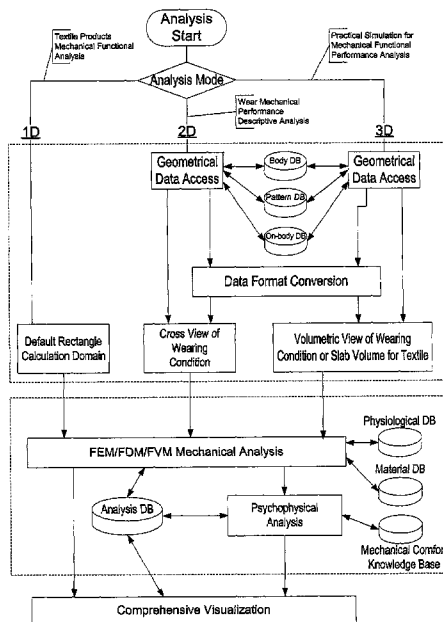 Analysis
Start
Textile Products
Mechanical Functional
Analysis
Practical Simulation for
Mechanical Functional
Performance Analysis
Analysis Mode
Wear Mechanical
Performance
Descriptive Analysis
1D
2D
3D
Geometrical
Data Access
Body DB
Pattern DB
On-body DB
Geometrical
Data Access
Data Format Conversion
Default Rectangle
Calculation Domain
Cross View of
Wearing
Condition
Volumetric View of Wearing
Condition or Slab Volume for Textile
Physiological DB
FEM/FDM/FVM Mechanical Analysis
Material DB
Analysis DB
Psychophysical
Analysis
Mechanical Comfor
Knowledge Base
Comprehensive Visualization